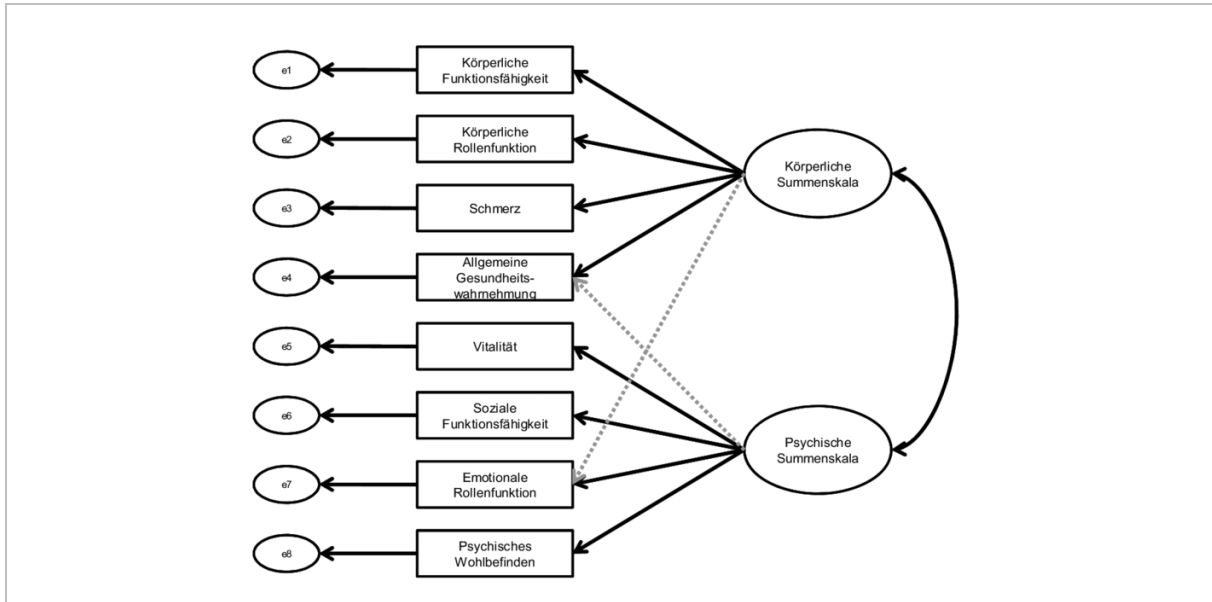 e1
Körperliche
Funktionsfähigkeit
e2
Körperliche
Rollenfunktion
e3
Schmerz
e4
Allgemeine
Gesundheits-
wahrnehmung
e5
Vitalität
e6
Soziale
Funktionsfähigkeit
e7
Emotionale
Rollenfunktion
e8
Psychisches
Wohlbefinden
Körperliche
Summenskala
Psychische
Summenskala